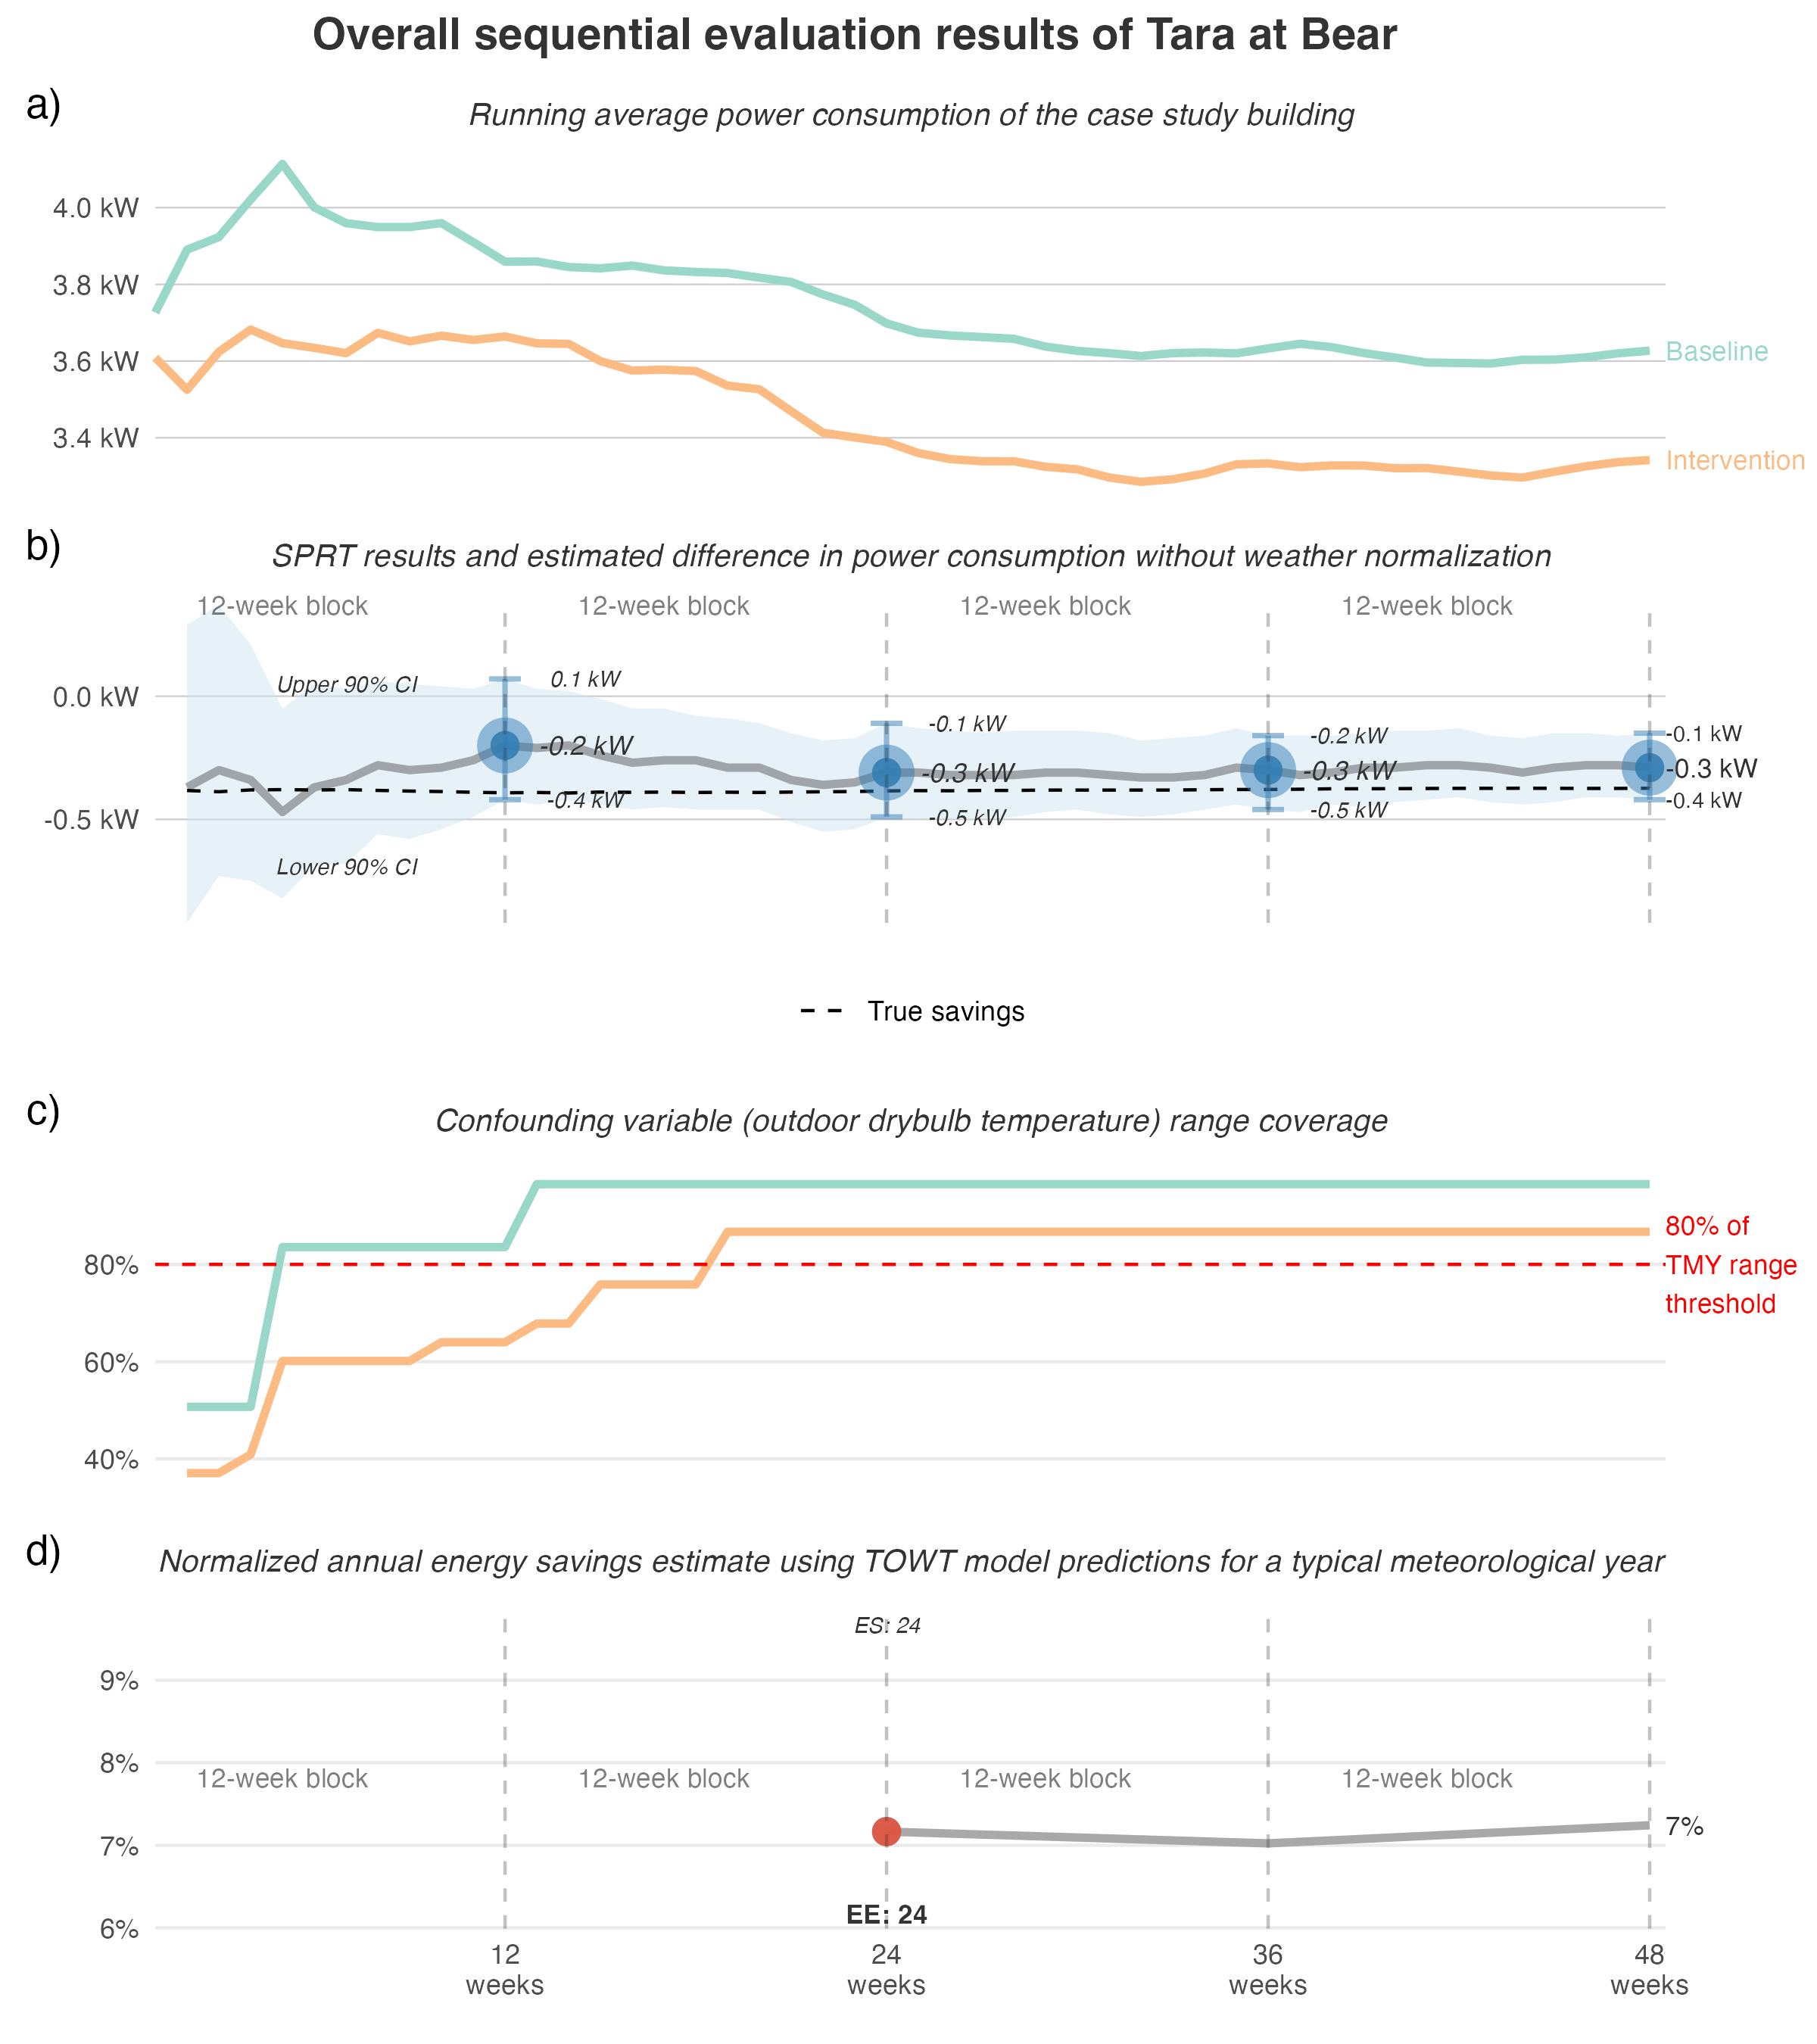 Overall sequential evaluation results of Tara at Bear
a)
Running average power consumption of the case study building
4.0 kW
3.8 kW
3.6 kW
3.4 kW
Baseline
Intervention
b)
SPRT results and estimated difference in power consumption without weather normalization
12-week block 12-week block 12-week block 12-week block
Upper 90% CI
Lower 90% CI
0.0 kW
-0.5 kW
0.1 kW
-0.2 kW
-0.4 kW
-0.1 kW
-0.3 kW
-0.5 kW
-0.2 kW
-0.3 kW
-0.5 kW
-0.1 kW
-0.3 kW
-0.4 kW
True savings
c)
Confounding variable (outdoor drybulb temperature) range coverage
80%
60%
40%
80% of
TMY range
threshold
d)
Normalized annual energy savings estimate using TOWT model predictions for a typical meteorological year
ES: 24
9%
8%
7%
6%
12-week block 12-week block 12-week block 12-week block
7%
EE: 24
12
weeks
24
weeks
36
weeks
48
weeks